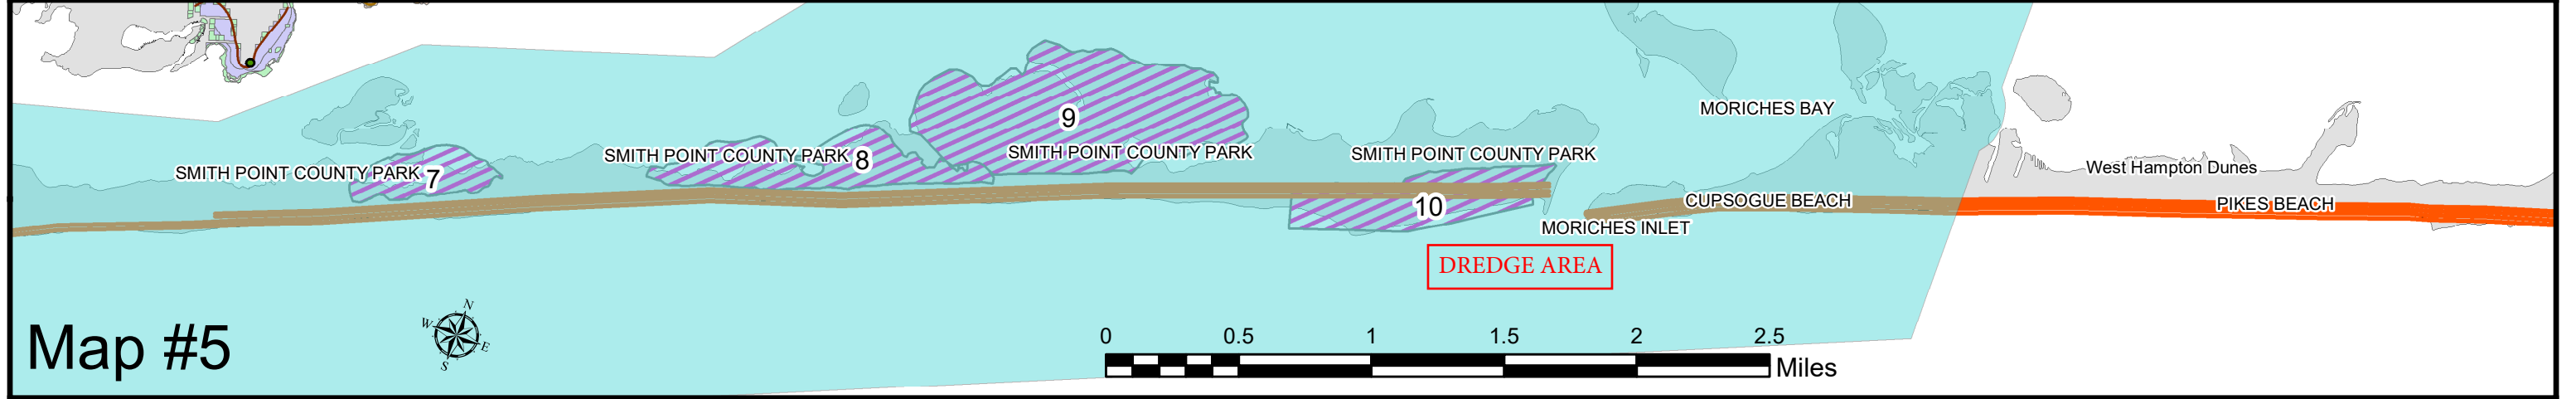 9
MORICHES BAY
SMITH POINT COUNTY PARK
8
SMITH POINT COUNTY PARK
SMITH POINT COUNTY PARK
SMITH POINT COUNTY PARK
7
West Hampton Dunes
10
CUPSOGUE BEACH
PIKES BEACH
MORICHES INLET
DREDGE AREA
N
W
E
S
Map #5
0 0.5 1 1.5 2 2.5
Miles